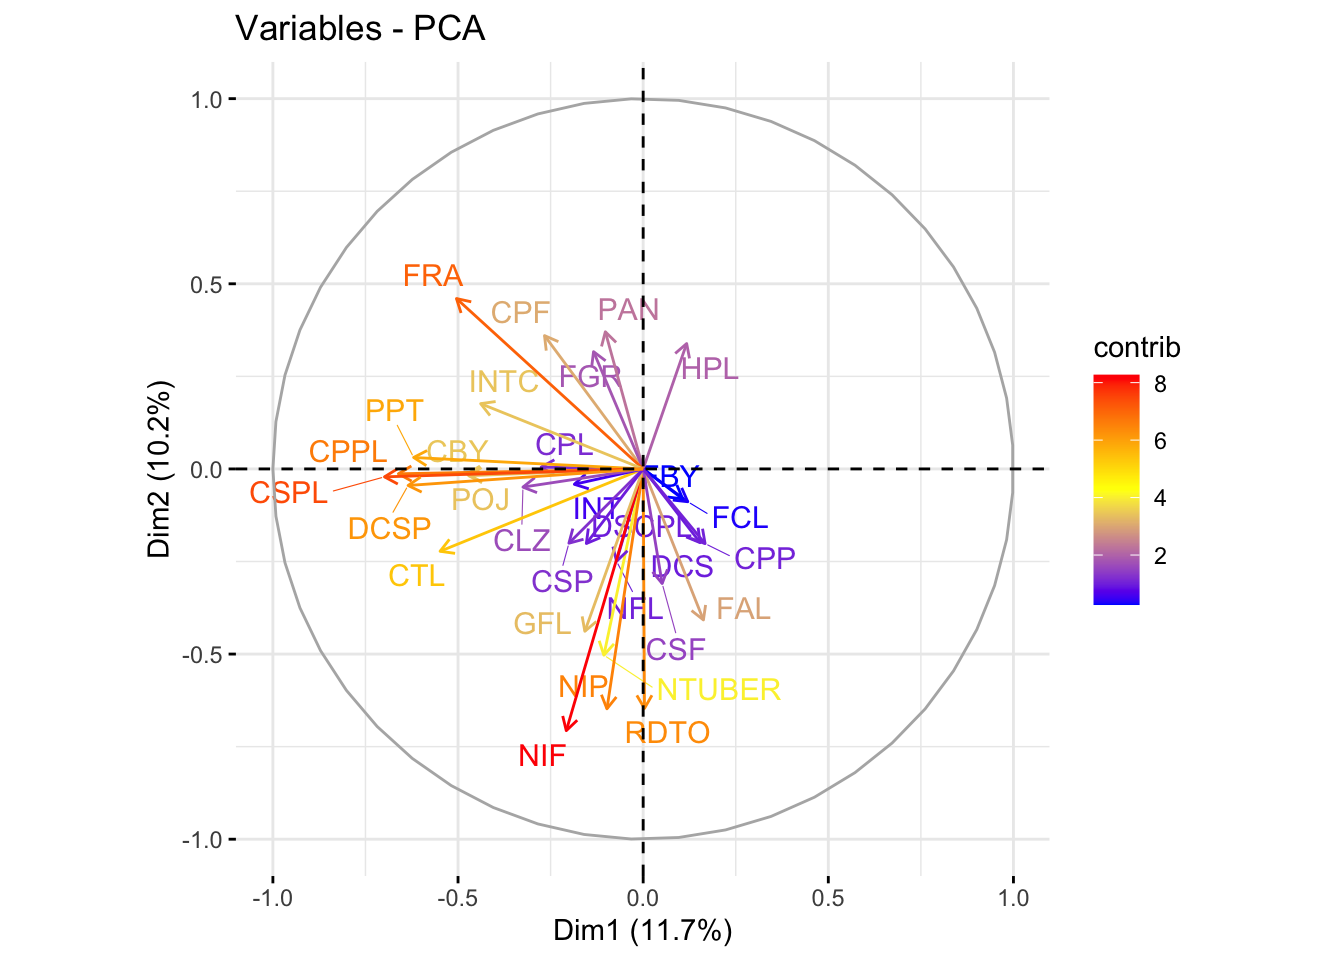 Variables - PCA
1.0
0.5
0.0
-0.5
-1.0
Dim2 (10.2%)
FRA
CPF
PAN
FGR
HPL
INTC
PPT
CPPL
CBY
CPL
CSPL
POJ
INT
FCL
DCSP
CLZ
DSCPL
CTL
CSP
DCS
CPP
GFL
NFL
FAL
CSF
NIP
NTUBER
RDTO
NIF
-1.0
-0.5
0.0
0.5
1.0
Dim1 (11.7%)
contrib
8
6
4
2